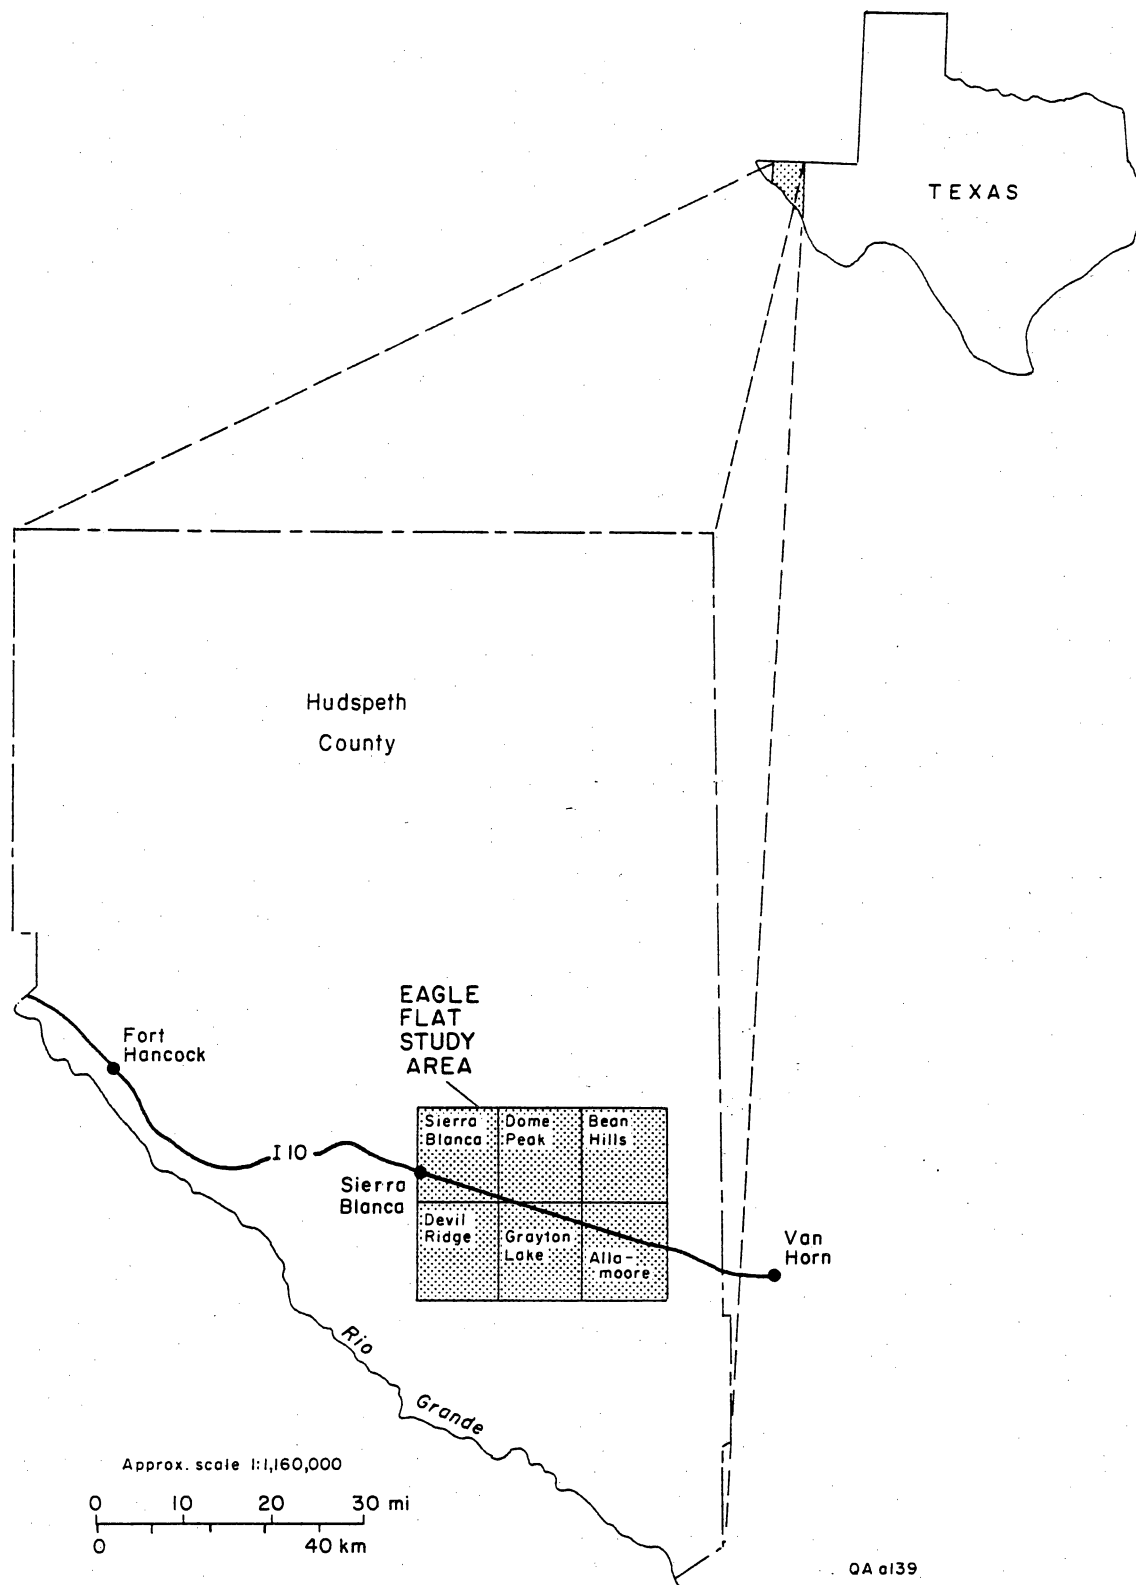 TEXAS
Hudspeth
County
EAGLE
FLAT
STUDY
AREA
Fort
Hancock
I 10
Sierra
Blanca
Sierra
Blanca
Dome
Peak
Bean
Hills
Devil
Ridge
Grayton
Lake
Alla-
moore
Van
Horn
Rio
Grande
Approx. scale 1:1,160,000
0 10 20 30 mi
0 40 km
QA a139